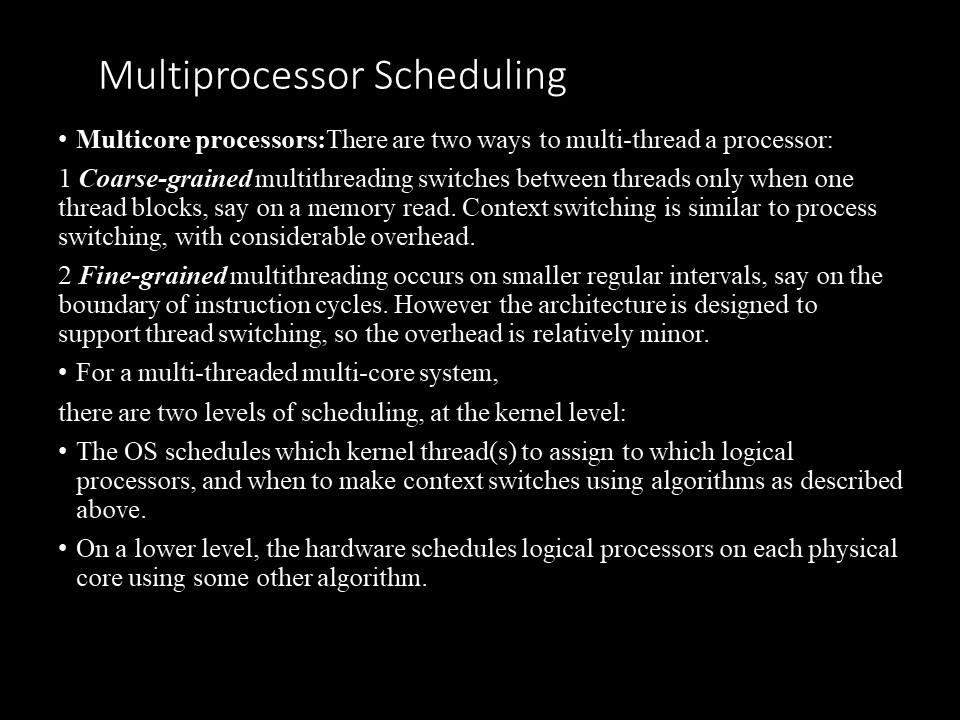 Multiprocessor Scheduling
• Multicore processors:There are two ways to multi-thread a processor:
1 Coarse-grained multithreading switches between threads only when one
thread blocks, say on a memory read. Context switching is similar to process
switching, with considerable overhead.
2 Fine-grained multithreading occurs on smaller regular intervals, say on the
boundary of instruction cycles. However the architecture is designed to
support thread switching, so the overhead is relatively minor.
• For a multi-threaded multi-core system,
there are two levels of scheduling, at the kernel level:
• The OS schedules which kernel thread(s) to assign to which logical
processors, and when to make context switches using algorithms as described
above.
• On a lower level, the hardware schedules logical processors on each physical
core using some other algorithm.